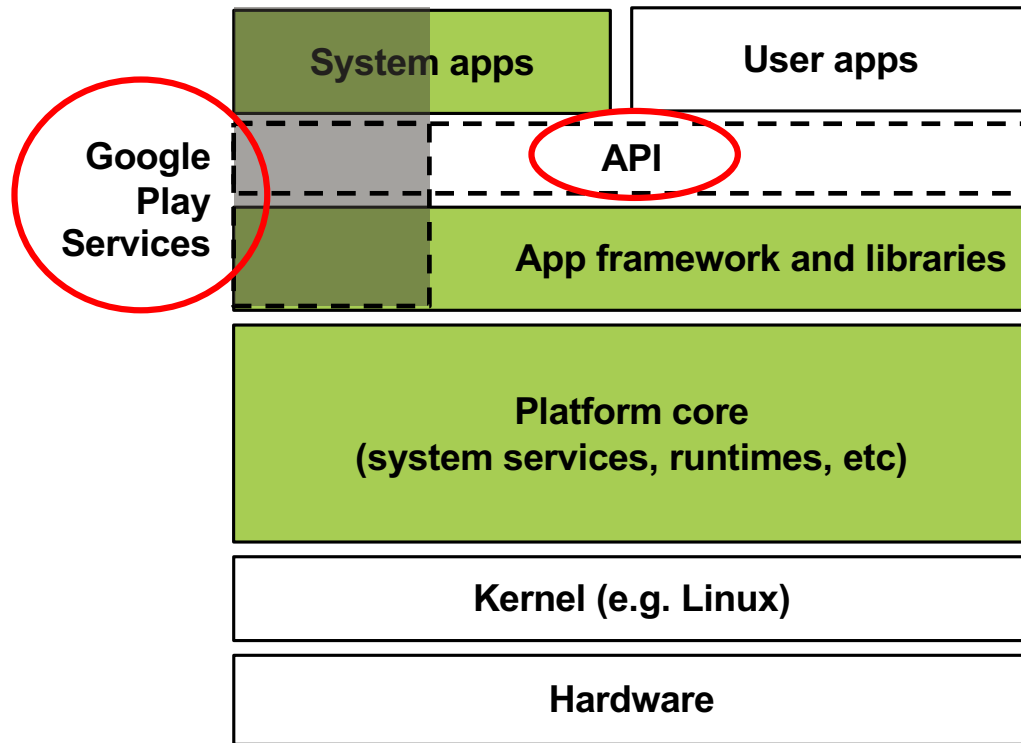 System apps
User apps
Google
Play
Services
API
App framework and libraries
Platform core
(system services, runtimes, etc)
Kernel (e.g. Linux)
Hardware